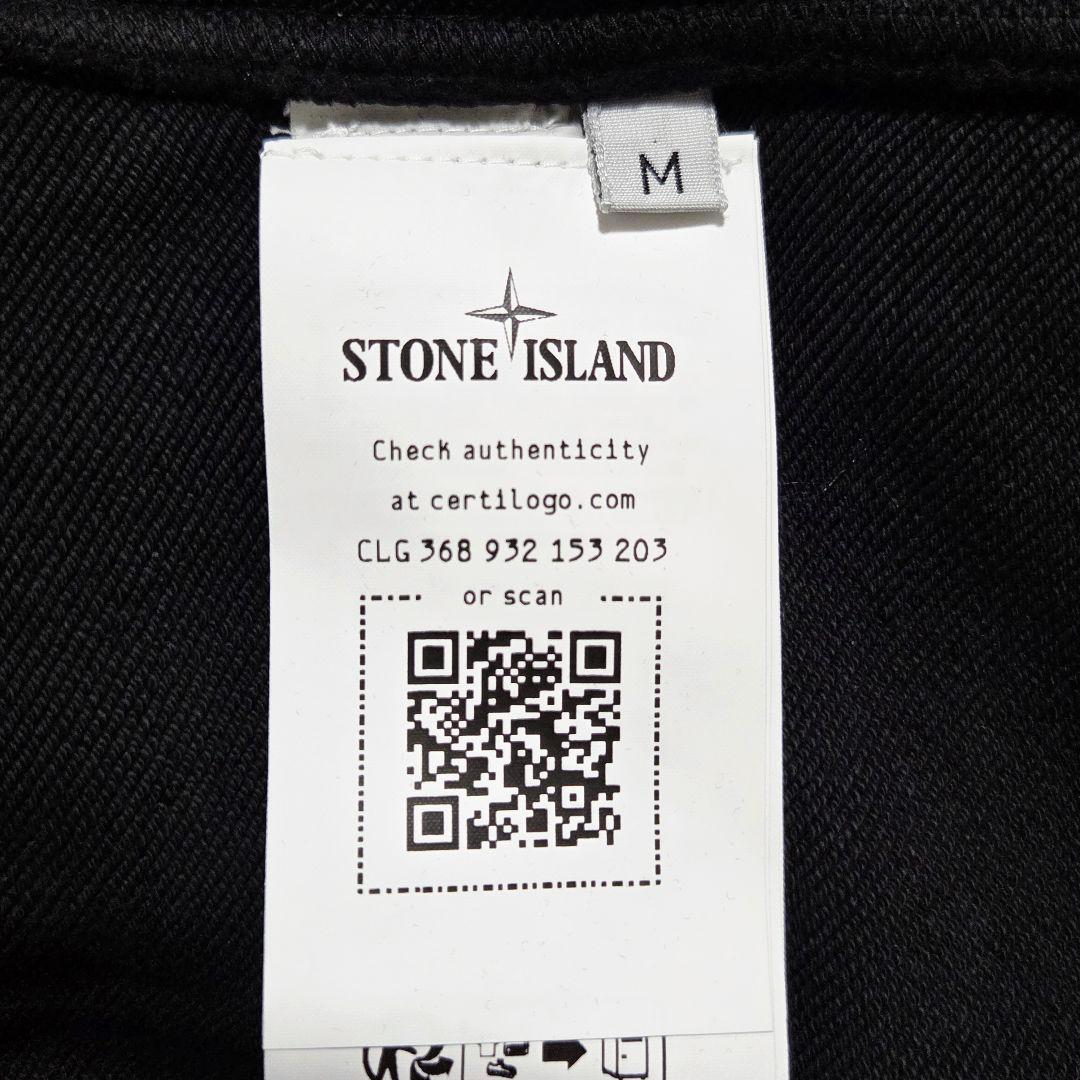 M
STONE ISLAND
Check authenticity
at certilogo.com
CLG 368 932 153 203
or scan